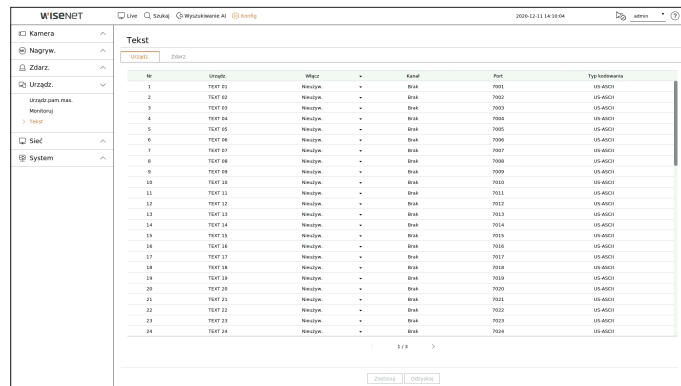 WISENET Live Szukaj Wyszukiwanie AI Konfig 2020-12-11 14:10:04 admin ?
Kamera
Nagryw.
Zdarz.
Urządz.
Urządz.pam.mas.
Monitoruj
> Tekst
Sieć
System
Tekst
Urządz. Zdarz.
Nr Urządz. Włącz Kanał Port Typ kodowania
1 TEXT 01 Nieużyw. Brak 7001 US-ASCII
2 TEXT 02 Nieużyw. Brak 7002 US-ASCII
3 TEXT 03 Nieużyw. Brak 7003 US-ASCII
4 TEXT 04 Nieużyw. Brak 7004 US-ASCII
5 TEXT 05 Nieużyw. Brak 7005 US-ASCII
6 TEXT 06 Nieużyw. Brak 7006 US-ASCII
7 TEXT 07 Nieużyw. Brak 7007 US-ASCII
8 TEXT 08 Nieużyw. Brak 7008 US-ASCII
9 TEXT 09 Nieużyw. Brak 7009 US-ASCII
10 TEXT 10 Nieużyw. Brak 7010 US-ASCII
11 TEXT 11 Nieużyw. Brak 7011 US-ASCII
12 TEXT 12 Nieużyw. Brak 7012 US-ASCII
13 TEXT 13 Nieużyw. Brak 7013 US-ASCII
14 TEXT 14 Nieużyw. Brak 7014 US-ASCII
15 TEXT 15 Nieużyw. Brak 7015 US-ASCII
16 TEXT 16 Nieużyw. Brak 7016 US-ASCII
17 TEXT 17 Nieużyw. Brak 7017 US-ASCII
18 TEXT 18 Nieużyw. Brak 7018 US-ASCII
19 TEXT 19 Nieużyw. Brak 7019 US-ASCII
20 TEXT 20 Nieużyw. Brak 7020 US-ASCII
21 TEXT 21 Nieużyw. Brak 7021 US-ASCII
22 TEXT 22 Nieużyw. Brak 7022 US-ASCII
23 TEXT 23 Nieużyw. Brak 7023 US-ASCII
24 TEXT 24 Nieużyw. Brak 7024 US-ASCII
1 / 3 >
Zastosuj Odzyskaj